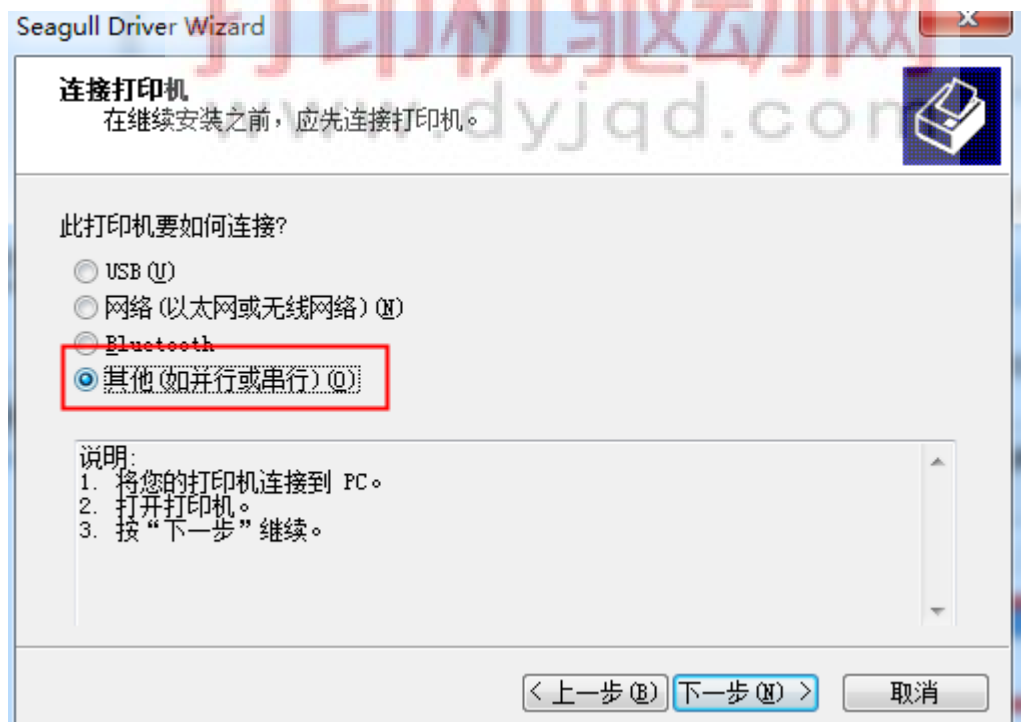 打印机驱动网
Seagull Driver Wizard
连接打印机
在继续安装之前，应先连接打印机。
www.dyjqd.com
此打印机要如何连接?
USB(U)
网络(以太网或无线网络)(N)
Bluetooth
其他(如并行或串行)(O)
说明:
1. 将您的打印机连接到 PC。
2. 打开打印机。
3. 按“下一步”继续。
< 上一步(B)
下一步(N) >
取消